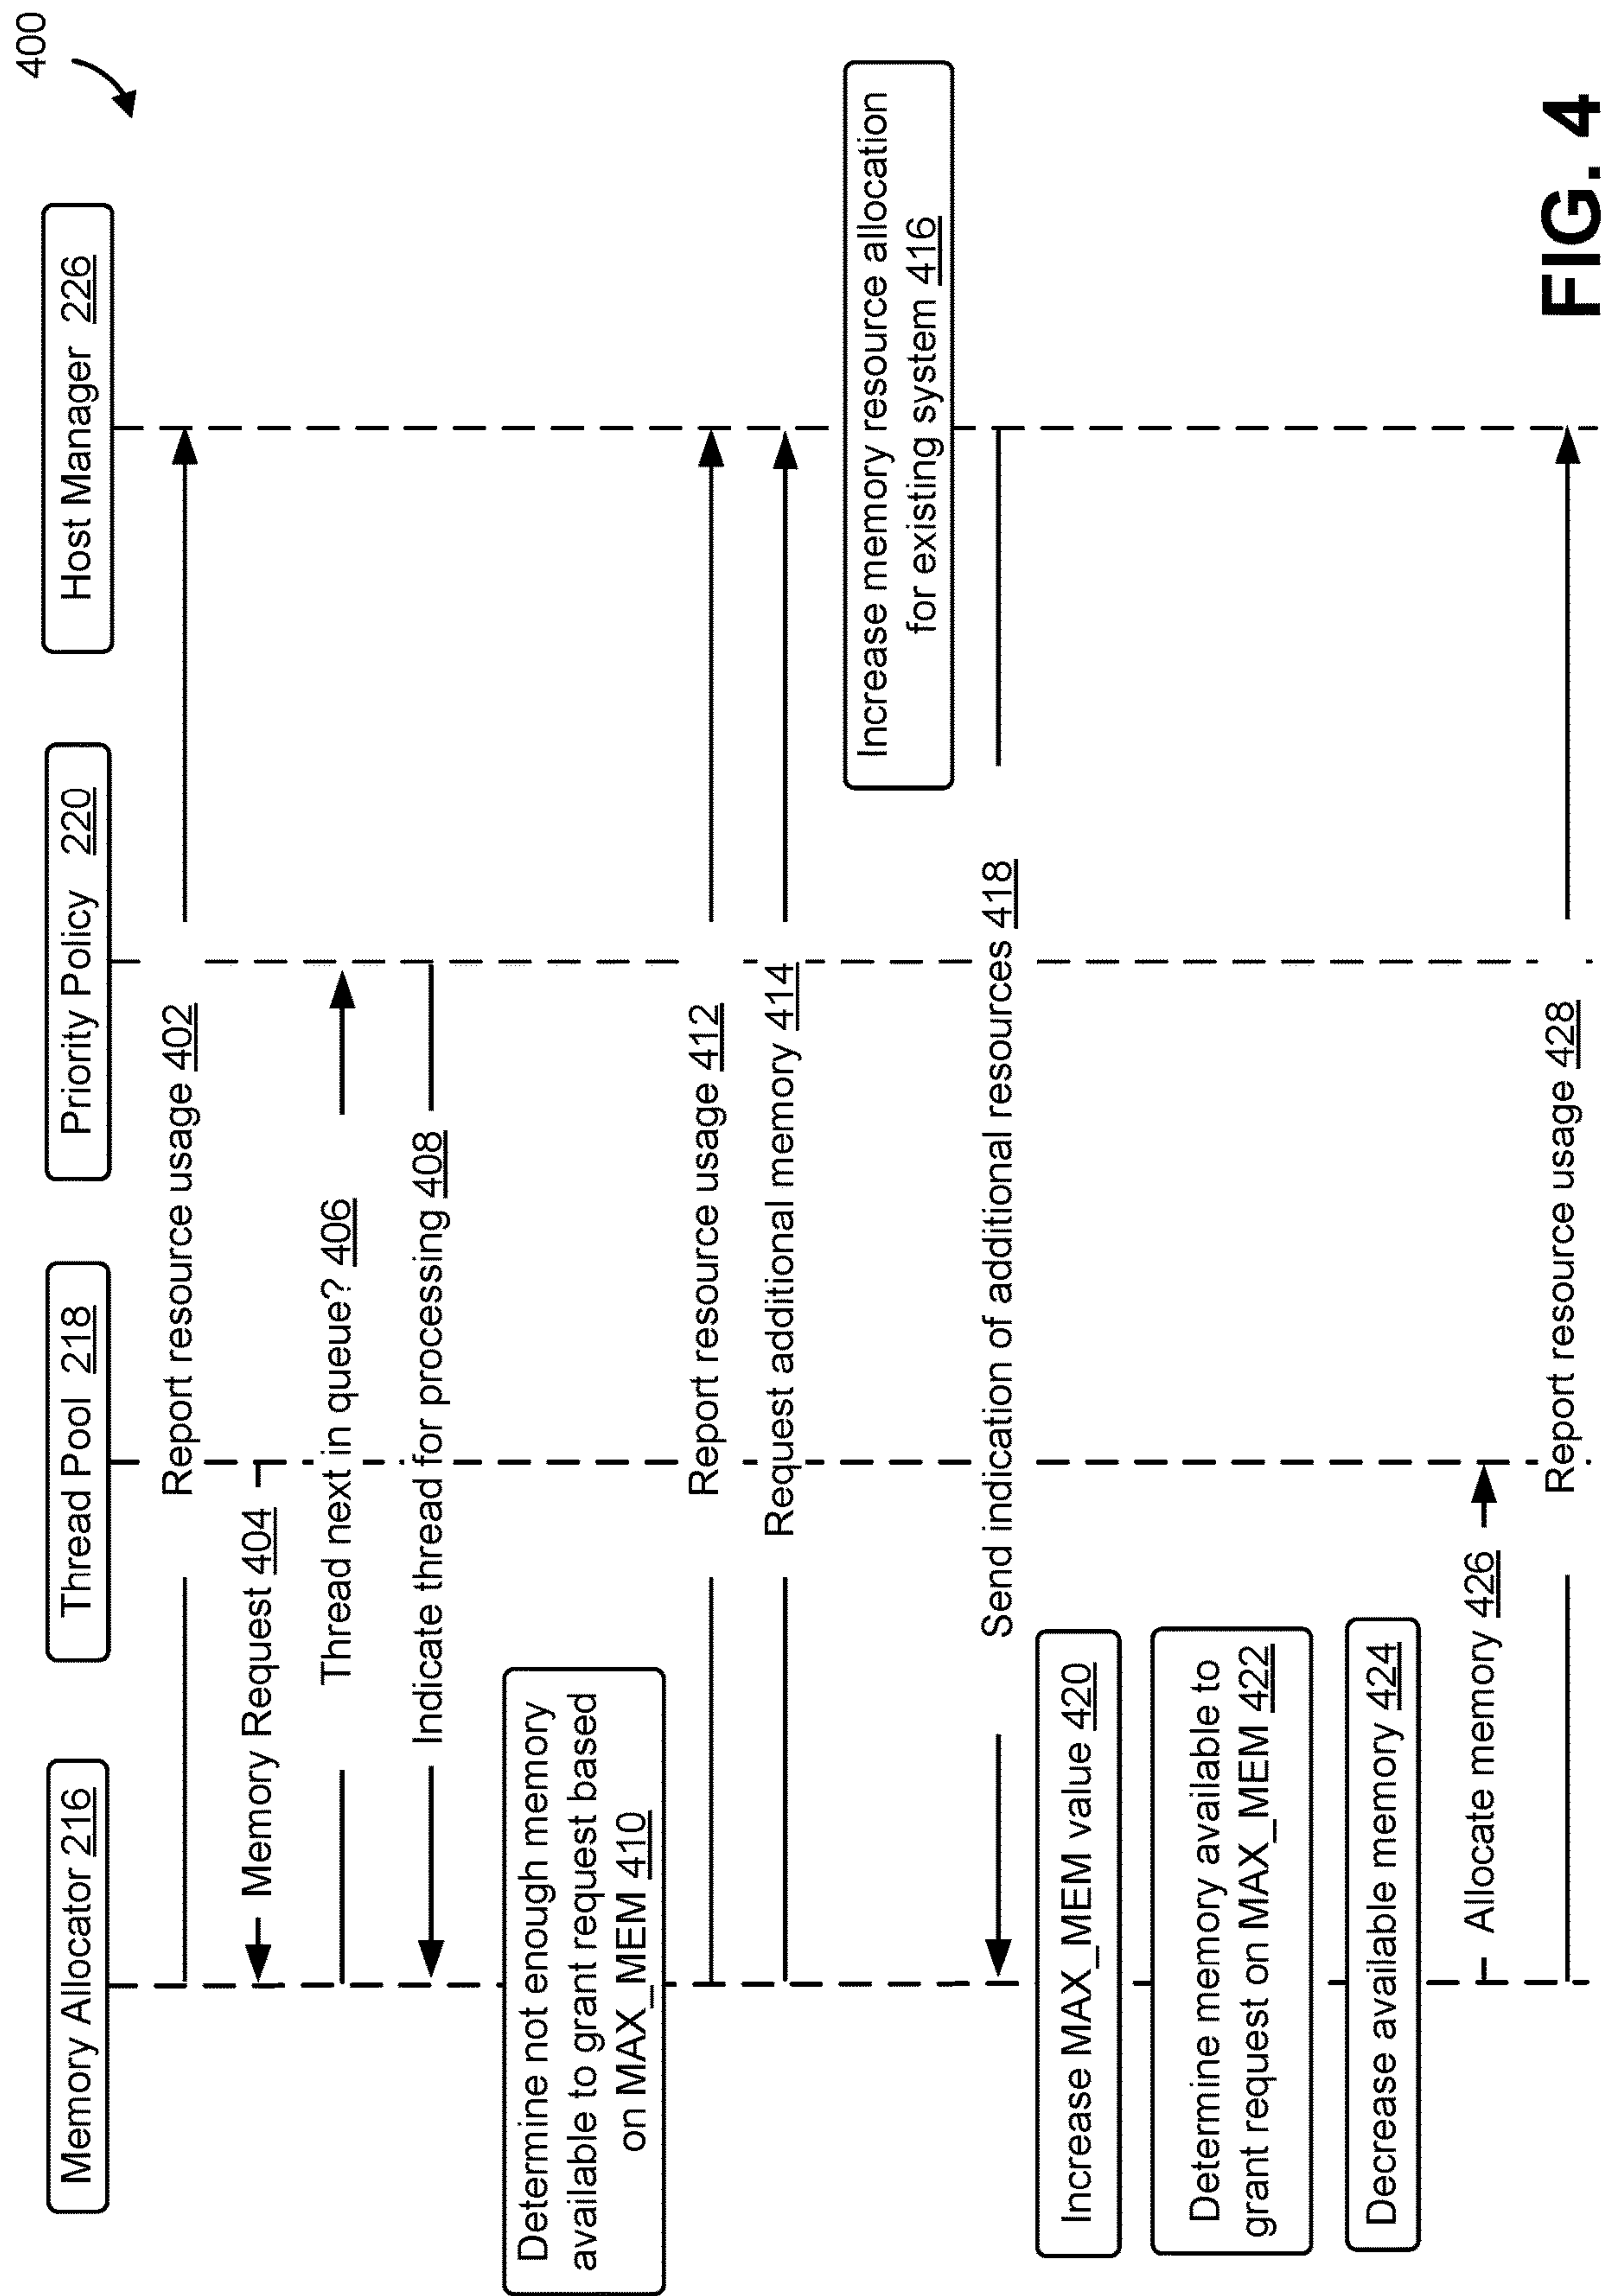 400
Memory Allocator 216
Thread Pool 218
Priority Policy 220
Host Manager 226
Report resource usage 402
Memory Request 404
Thread next in queue? 406
Indicate thread for processing 408
Determine not enough memory
available to grant request based
on MAX_MEM 410
Report resource usage 412
Request additional memory 414
Increase memory resource allocation
for existing system 416
Send indication of additional resources 418
Increase MAX_MEM value 420
Determine memory available to
grant request on MAX_MEM 422
Decrease available memory 424
Allocate memory 426
Report resource usage 428
FIG. 4